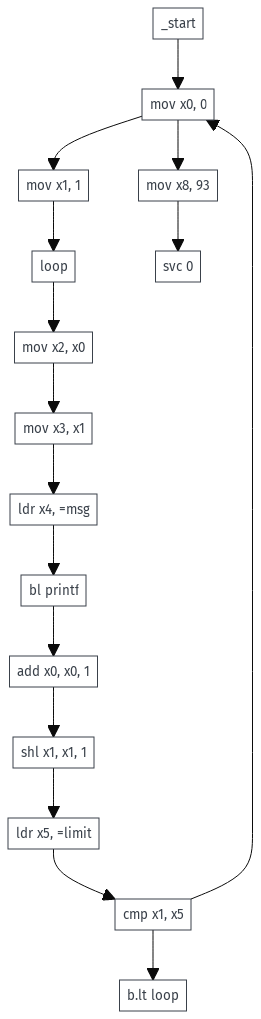 _start
mov x0, 0
mov x1, 1
mov x8, 93
loop
svc 0
mov x2, x0
mov x3, x1
ldr x4, =msg
bl printf
add x0, x0, 1
shl x1, x1, 1
ldr x5, =limit
cmp x1, x5
b.lt loop